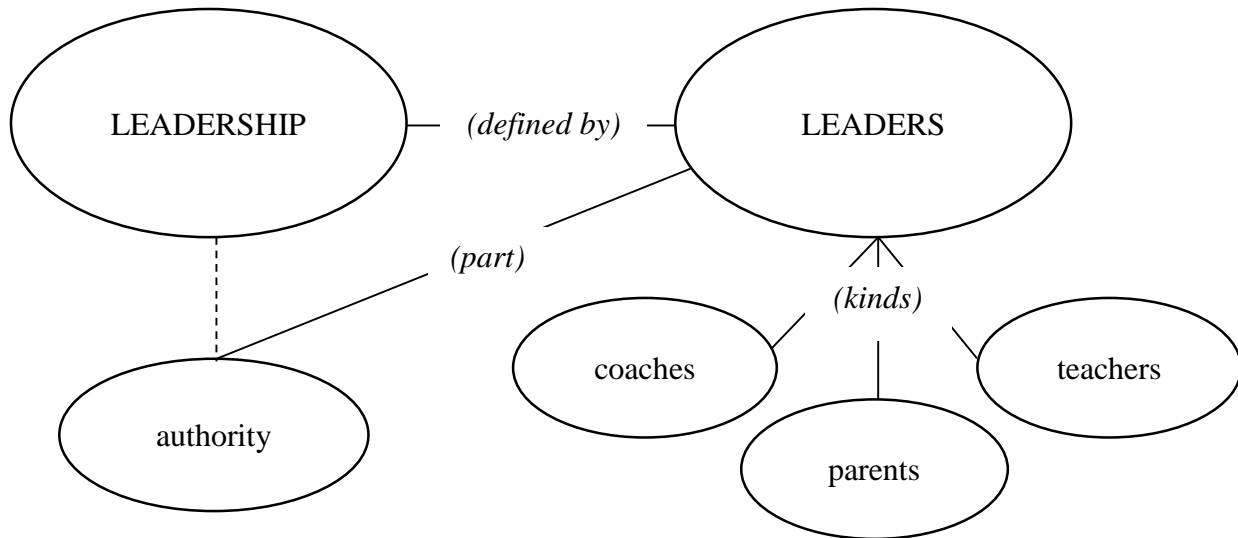 LEADERSHIP
(defined by)
LEADERS
(part)
(kinds)
coaches
teachers
authority
parents